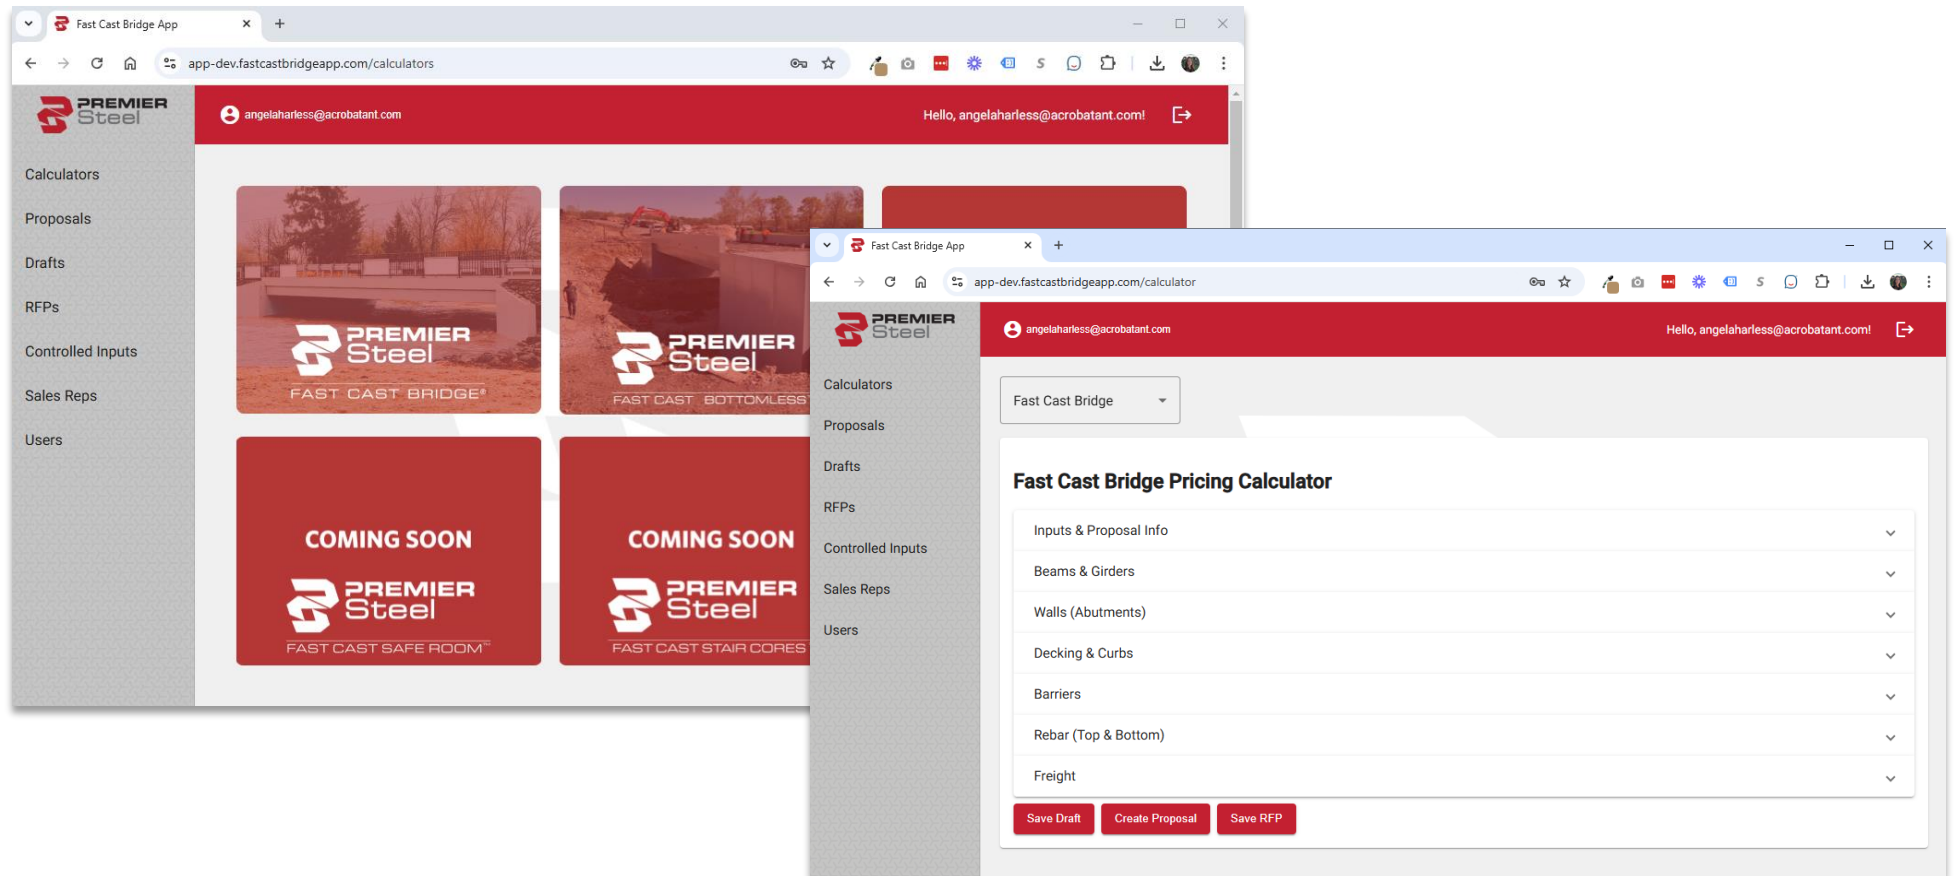 Fast Cast Bridge App
app-dev.fastcastbridgeapp.com/calculators
PREMIER
Steel
angelaharless@acrobatant.com
Hello, angelaharless@acrobatant.com!
Calculators
Proposals
Drafts
RFPs
Controlled Inputs
Sales Reps
Users
PREMIER
Steel
FAST CAST BRIDGE®
PREMIER
Steel
FAST CAST BOTTOMLESS
COMING SOON
PREMIER
Steel
FAST CAST SAFE ROOM™
COMING SOON
PREMIER
Steel
FAST CAST STAIR CORES
Fast Cast Bridge App
app-dev.fastcastbridgeapp.com/calculator
PREMIER
Steel
angelaharless@acrobatant.com
Hello, angelaharless@acrobatant.com!
Calculators
Proposals
Drafts
RFPs
Controlled Inputs
Sales Reps
Users
Fast Cast Bridge
Fast Cast Bridge Pricing Calculator
Inputs & Proposal Info
Beams & Girders
Walls (Abutments)
Decking & Curbs
Barriers
Rebar (Top & Bottom)
Freight
Save Draft
Create Proposal
Save RFP